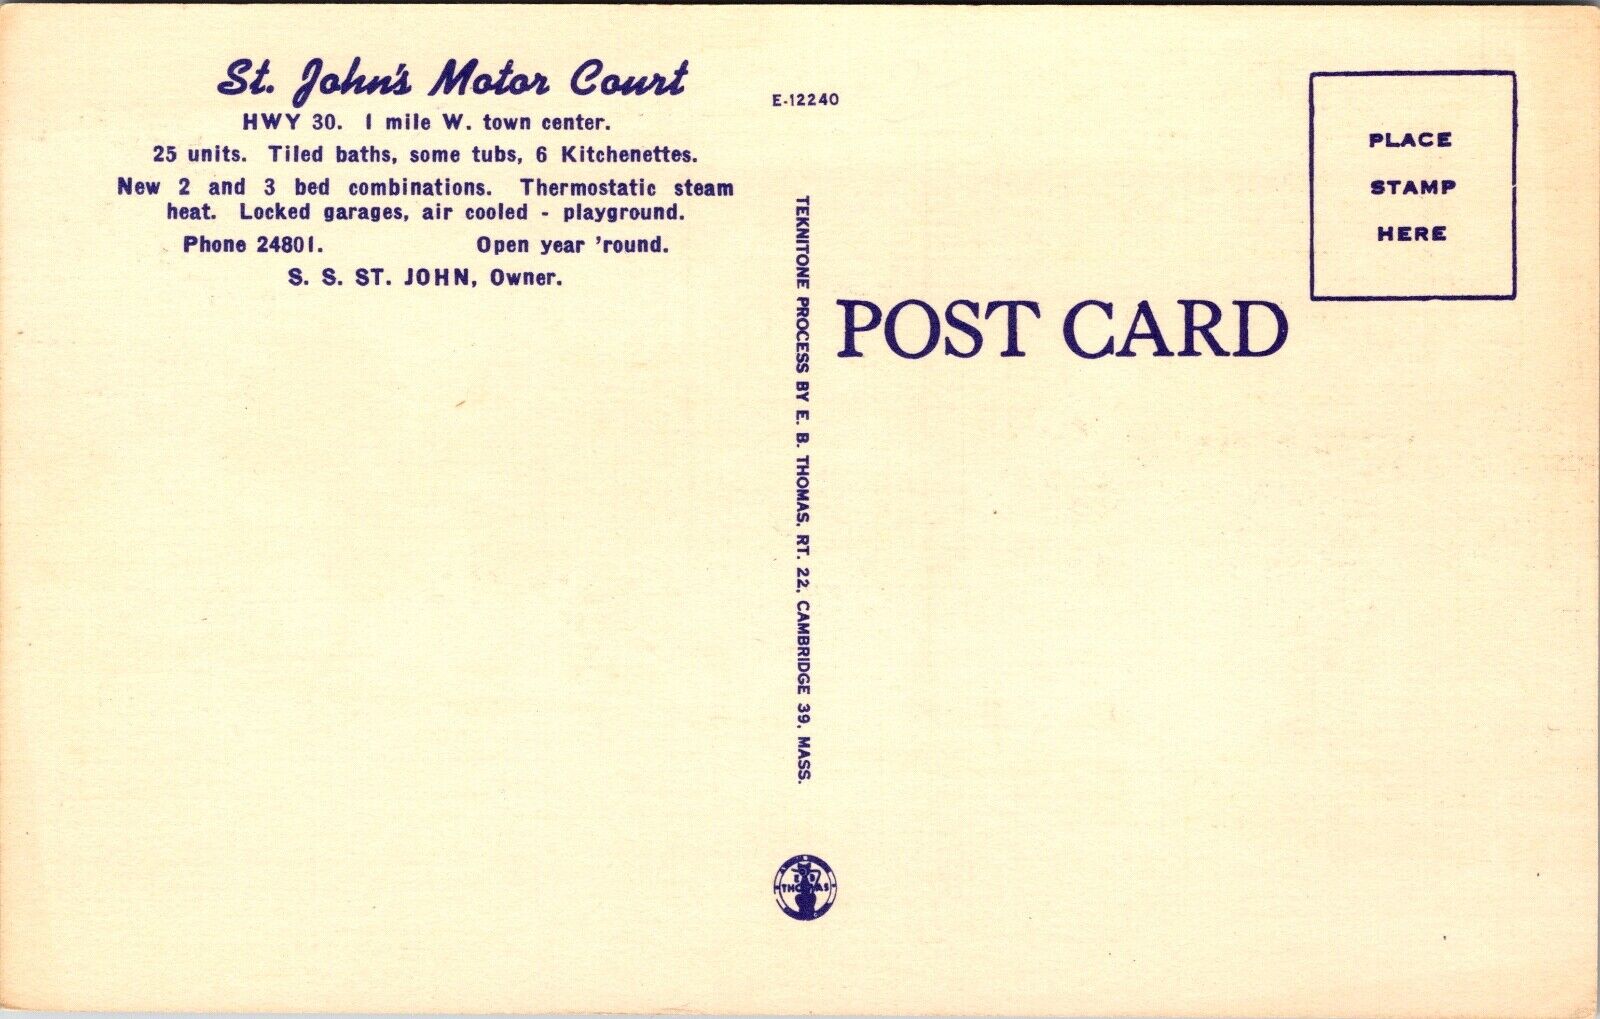 St. John's Motor Court
HWY 30. 1 mile W. town center.
25 units. Tiled baths, some tubs, 6 Kitchenettes.
New 2 and 3 bed combinations. Thermostatic steam
heat. Locked garages, air cooled - playground.
Phone 24801. Open year 'round.
S. S. ST. JOHN, Owner.
E-12240
TEKNITONE PROCESS BY E. B. THOMAS, RT. 22, CAMBRIDGE 39, MASS.
POST CARD
PLACE
STAMP
HERE
E B
THOMAS